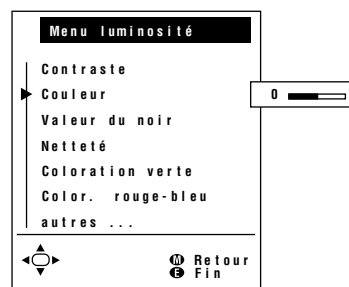 Menu luminosité
Contraste
Couleur
0
Valeur du noir
Netteté
Coloration verte
Color. rouge-bleu
autres ...
M Retour
E Fin